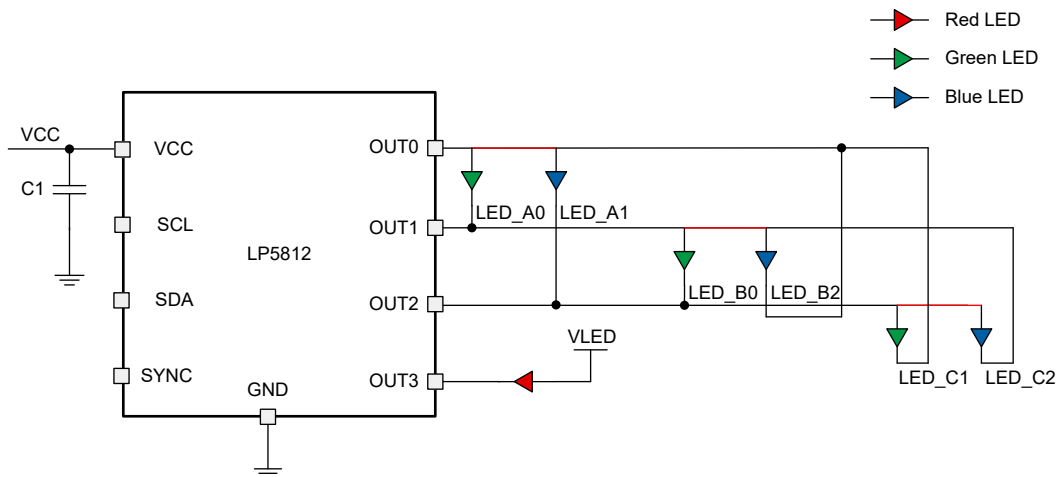 Red LED
Green LED
Blue LED
VCC
C1
VCC
SCL
SDA
SYNC
LP5812
GND
OUT0
OUT1
OUT2
OUT3
LED_A0
LED_A1
LED_B0
LED_B2
VLED
LED_C1
LED_C2